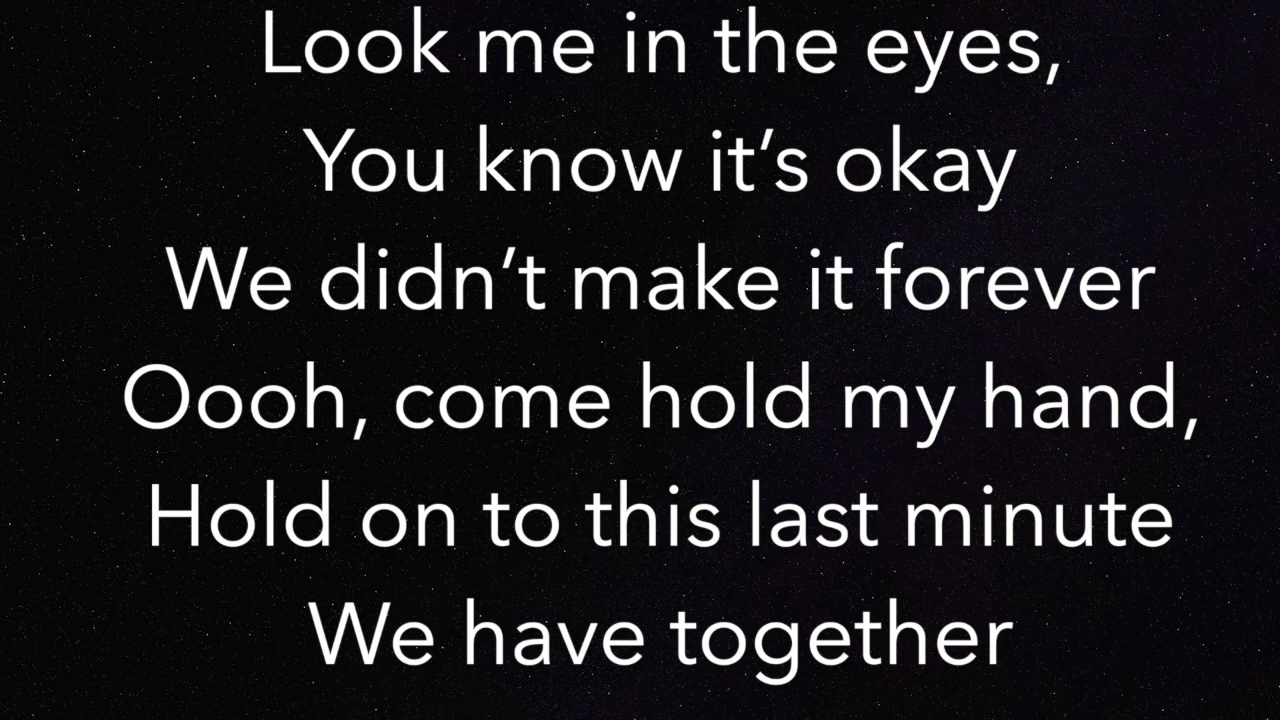 Look me in the eyes,
You know it’s okay
We didn’t make it forever
Oooh, come hold my hand,
Hold on to this last minute
We have together